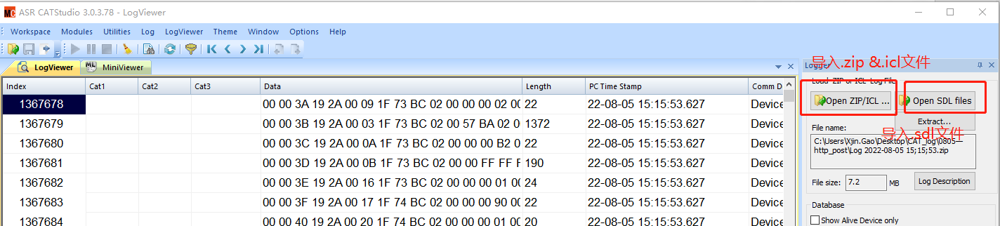 MC ASR CATStudio 3.0.3.78 - LogViewer
Workspace Modules Utilities Log LogViewer Theme Window Options Help
LogViewer ML MiniViewer
Logger
导入.zip &.icl文件
Index Cat1 Cat2 Cat3 Data Length PC Time Stamp Comm D
Load ZIP or ICL Log File
1367678 00 00 3A 19 2A 00 09 1F 73 BC 02 00 00 00 02 00 22 22-08-05 15:15:53.627 Device
Open ZIP/ICL ... Open SDL files
1367679 00 00 3B 19 2A 00 03 1F 73 BC 02 00 57 BA 02 00 1372 22-08-05 15:15:53.627 Device
Extract...
File name:
导入.sdl文件
1367680 00 00 3C 19 2A 00 0A 1F 73 BC 02 00 00 00 B2 0 22 22-08-05 15:15:53.627 Device
C:\Users\Xjin.Gao\Desktop\CAT_log\0805—
http_post\Log 2022-08-05 15;15;53.zip
1367681 00 00 3D 19 2A 00 0B 1F 73 BC 02 00 00 FF FF F 190 22-08-05 15:15:53.627 Device
1367682 00 00 3E 19 2A 00 16 1F 73 BC 02 00 00 00 01 00 24 22-08-05 15:15:53.627 Device
File size: 7.2 MB Log Description
1367683 00 00 3F 19 2A 00 17 1F 74 BC 02 00 00 00 90 00 22 22-08-05 15:15:53.627 Device
Database
1367684 00 00 40 19 2A 00 20 1F 74 BC 02 00 00 00 01 00 20 22-08-05 15:15:53.627 Device
Show Alive Device only